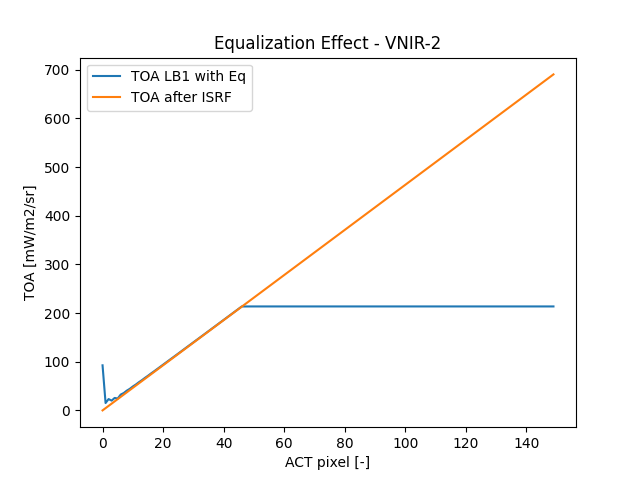 Equalization Effect - VNIR-2
TOA LB1 with Eq
TOA after ISRF
TOA [mW/m2/sr]
700
600
500
400
300
200
100
0
0 20 40 60 80 100 120 140
ACT pixel [-]